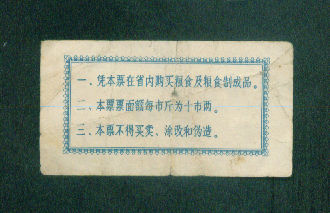 一、凭本票在省内购买粮食及粮食制成品。
二、本票票面额每市斤为十市两。
三、本票不得买卖、涂改和伪造。